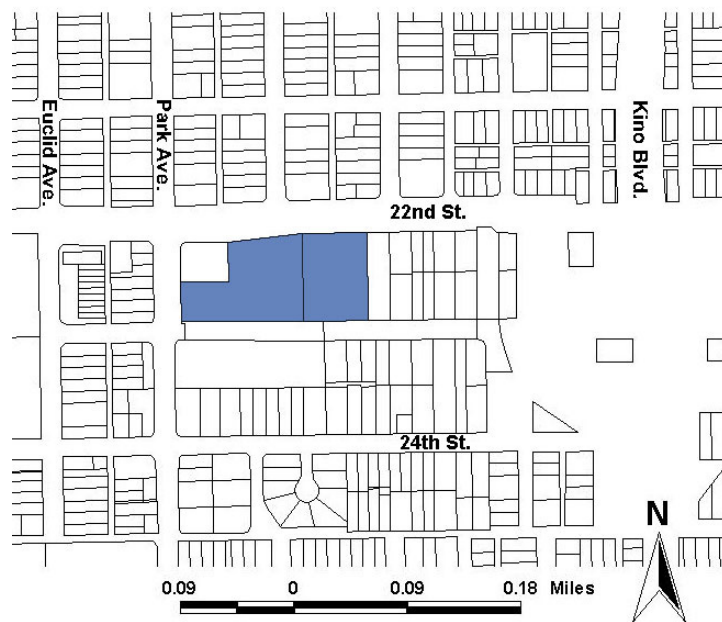 Euclid Ave.
Park Ave.
Kino Blvd.
22nd St.
24th St.
N
0.09 0 0.09 0.18 Miles